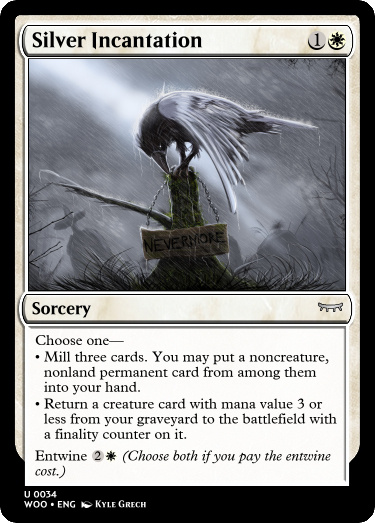 Silver Incantation 1
NEVERMORE
Sorcery
Choose one—
• Mill three cards. You may put a noncreature,
nonland permanent card from among them
into your hand.
• Return a creature card with mana value 3 or
less from your graveyard to the battlefield with
a finality counter on it.
Entwine 2 (Choose both if you pay the entwine
cost.)
U 0034
WOO • ENG Kyle Grech